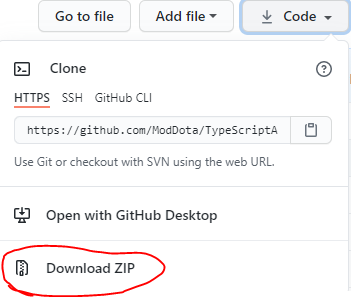 Go to file Add file Code
Clone
HTTPS SSH GitHub CLI
https://github.com/ModDota/TypeScriptA
Use Git or checkout with SVN using the web URL.
Open with GitHub Desktop
Download ZIP